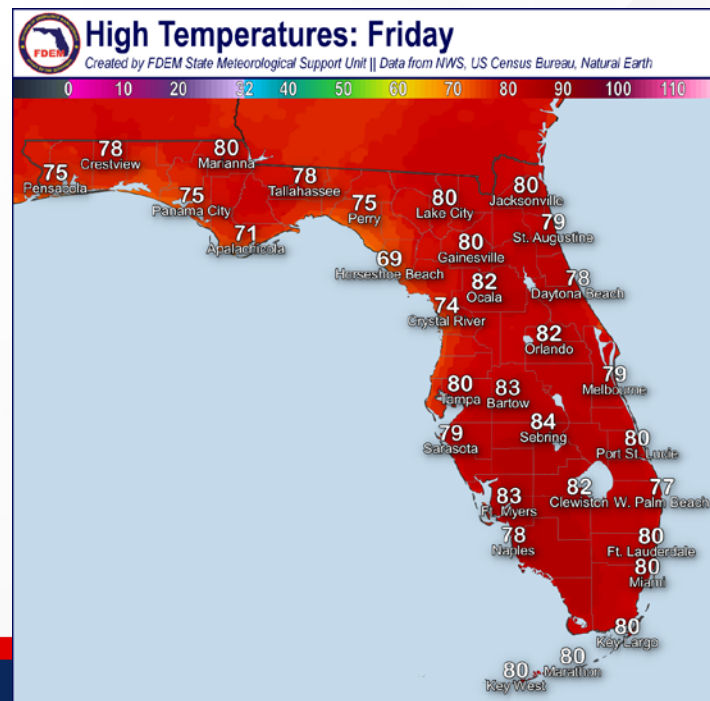 FDEM
High Temperatures: Friday
Created by FDEM State Meteorological Support Unit || Data from NWS, US Census Bureau, Natural Earth
0 10 20 32 40 50 60 70 80 90 100 110
78
Crestview
80
Marianna
75
Pensacola
78
Tallahassee
75
Panama City
75
Perry
80
Lake City
80
Jacksonville
71
Apalachicola
79
St. Augustine
69
Horseshoe Beach
80
Gainesville
82
Ocala
78
Daytona Beach
74
Crystal River
82
Orlando
79
Melbourne
80
Tampa
83
Bartow
84
Sebring
79
Sarasota
80
Port St. Lucie
83
Ft. Myers
82
Clewiston
77
W. Palm Beach
78
Naples
80
Ft. Lauderdale
80
Miami
80
Key Largo
80
Marathon
80
Key West